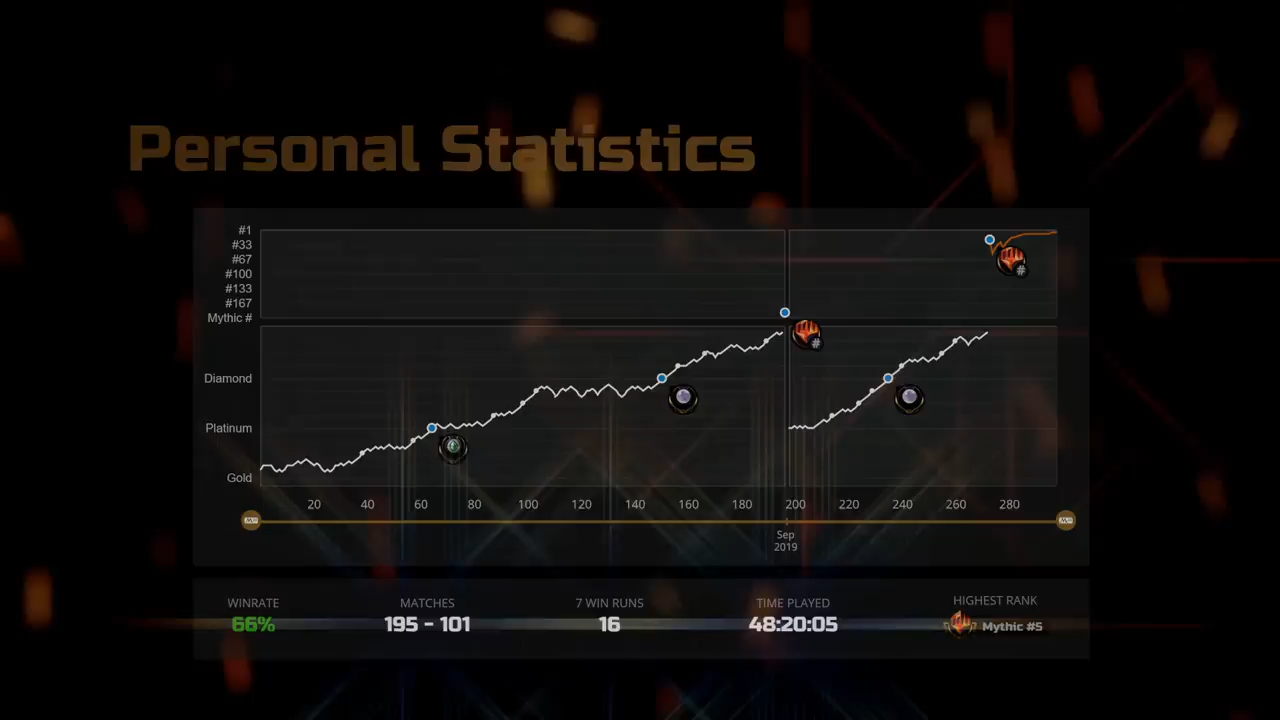 Personal Statistics
#1
#33
#67
#100
#133
#167
Mythic #
Diamond
Platinum
Gold
20 40 60 80 100 120 140 160 180 200 220 240 260 280
Sep
2019
WINRATE MATCHES 7 WIN RUNS TIME PLAYED HIGHEST RANK
66% 195 - 101 16 48:20:05 Mythic #5
#
#